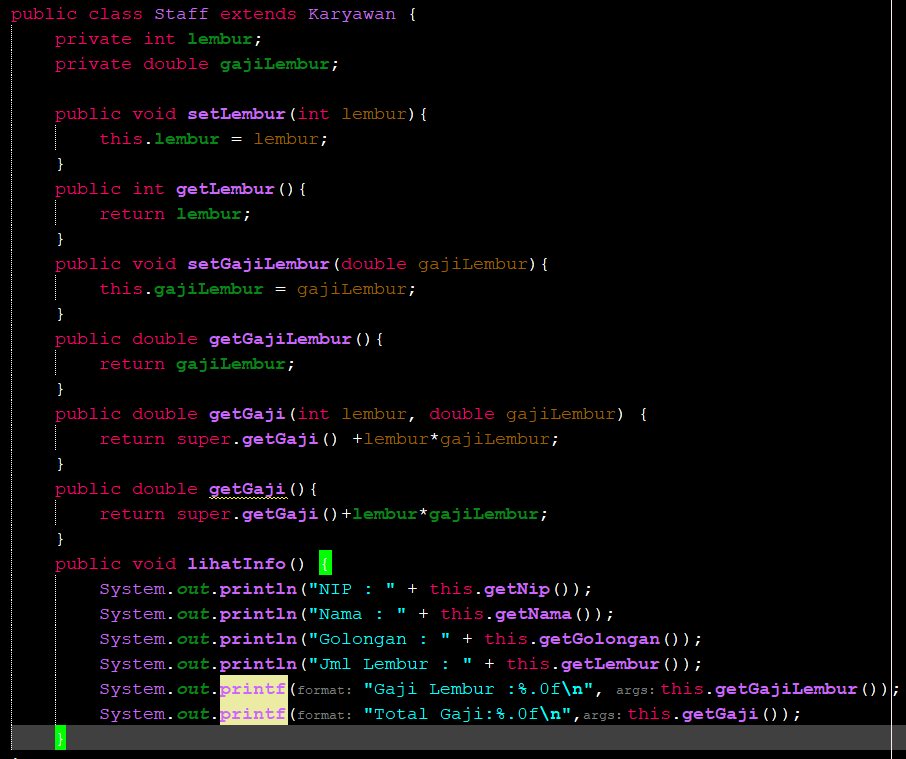 public class Staff extends Karyawan {
    private int lembur;
    private double gajiLembur;

    public void setLembur(int lembur){
        this.lembur = lembur;
    }
    public int getLembur(){
        return lembur;
    }
    public void setGajiLembur(double gajiLembur){
        this.gajiLembur = gajiLembur;
    }
    public double getGajiLembur(){
        return gajiLembur;
    }
    public double getGaji(int lembur, double gajiLembur) {
        return super.getGaji() +lembur*gajiLembur;
    }
    public double getGaji(){
        return super.getGaji()+lembur*gajiLembur;
    }
    public void lihatInfo() {
        System.out.println("NIP : " + this.getNip());
        System.out.println("Nama : " + this.getNama());
        System.out.println("Golongan : " + this.getGolongan());
        System.out.println("Jml Lembur : " + this.getLembur());
        System.out.printf(format: "Gaji Lembur :%.0f\n", args: this.getGajiLembur());
        System.out.printf(format: "Total Gaji:%.0f\n",args: this.getGaji());
    }